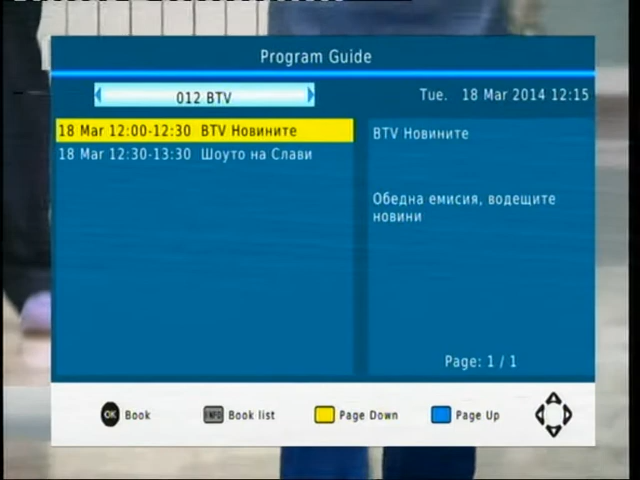 Program Guide
012 BTV
Tue. 18 Mar 2014 12:15
18 Mar 12:00-12:30 BTV Новините
18 Mar 12:30-13:30 Шоуто на Слави
BTV Новините
Обедна емисия, водещите
новини
Page: 1 / 1
OK Book
INFO Book list
Page Down
Page Up